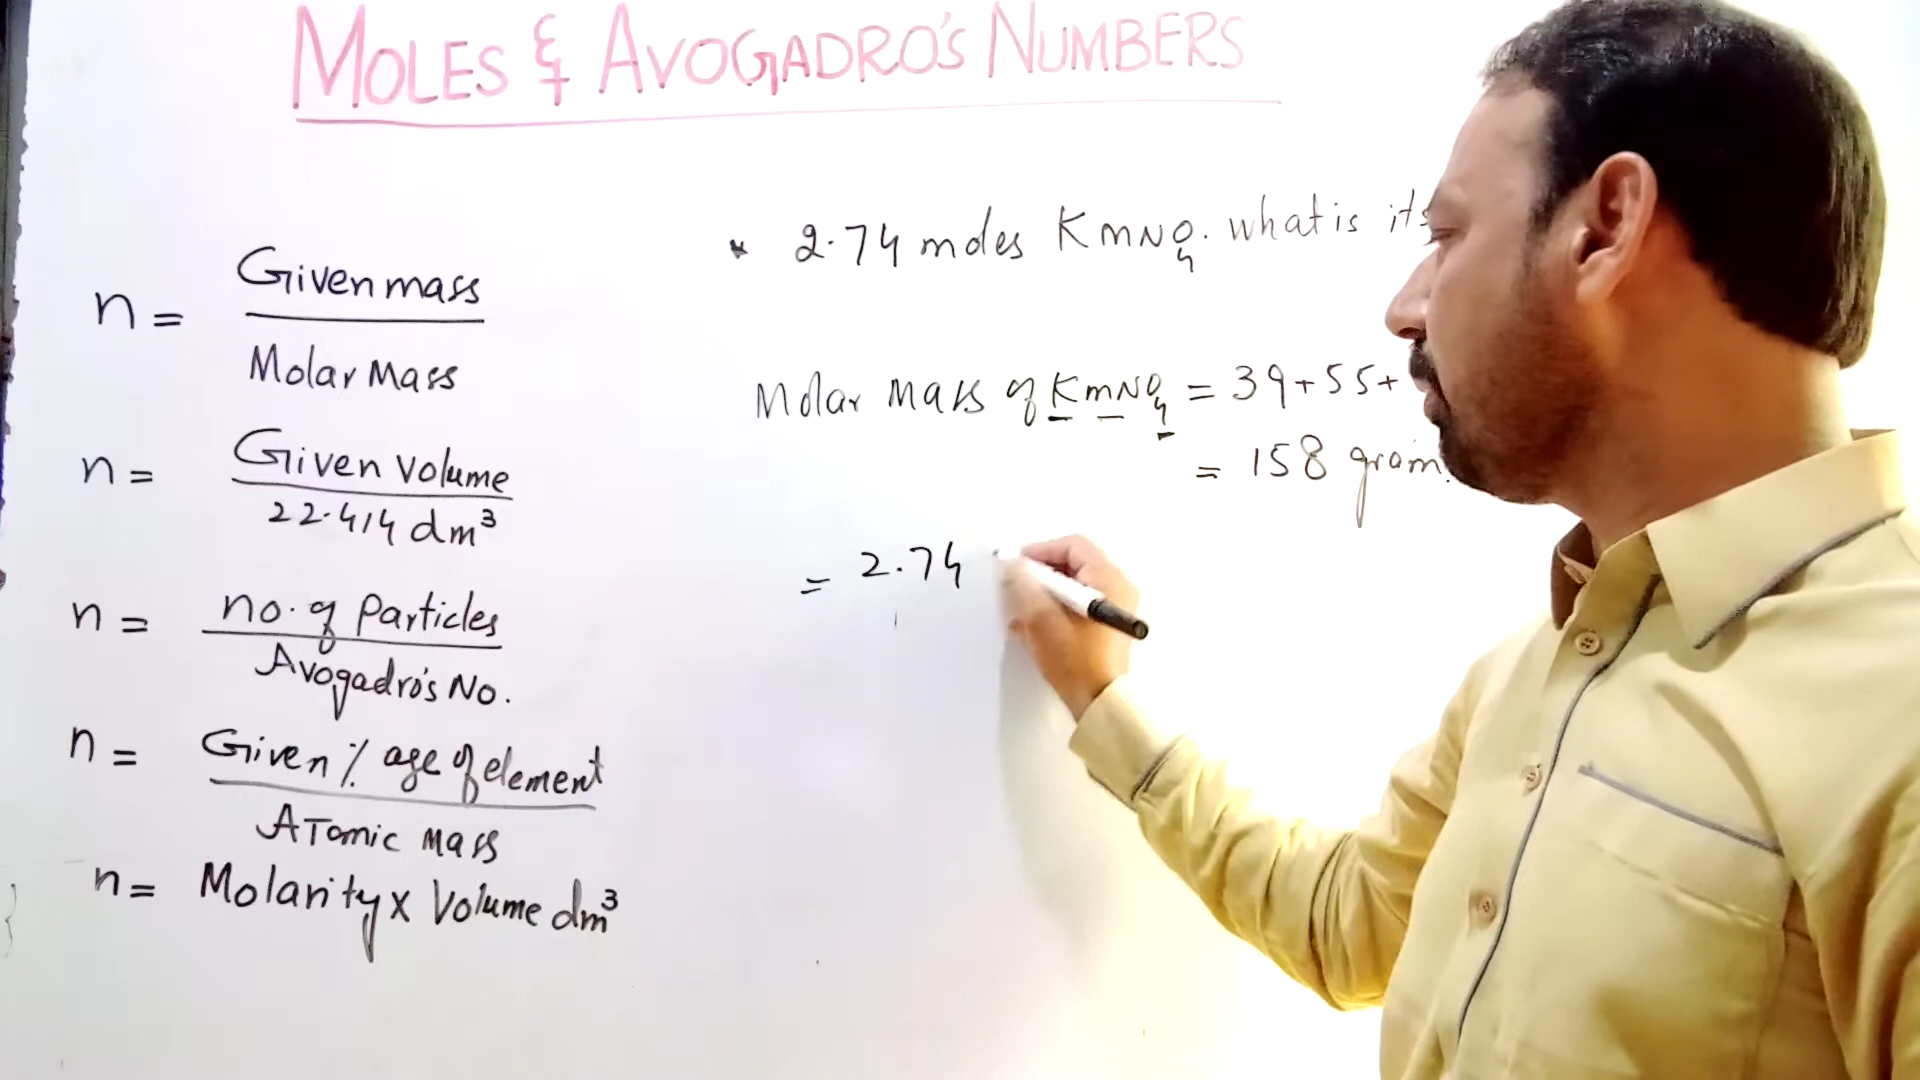 MOLES & AVOGADRO'S NUMBERS
n = Given mass
Molar Mass
n = Given volume
22.414 dm³
n = no. of Particles
Avogadro's No.
n = Given % age of element
ATomic Mass
n = Molarity x Volume dm³
* 2.74 moles KMNO₄. what is its
Molar Mass of KMNO₄ = 39+55+
= 158 gram.
= 2.74